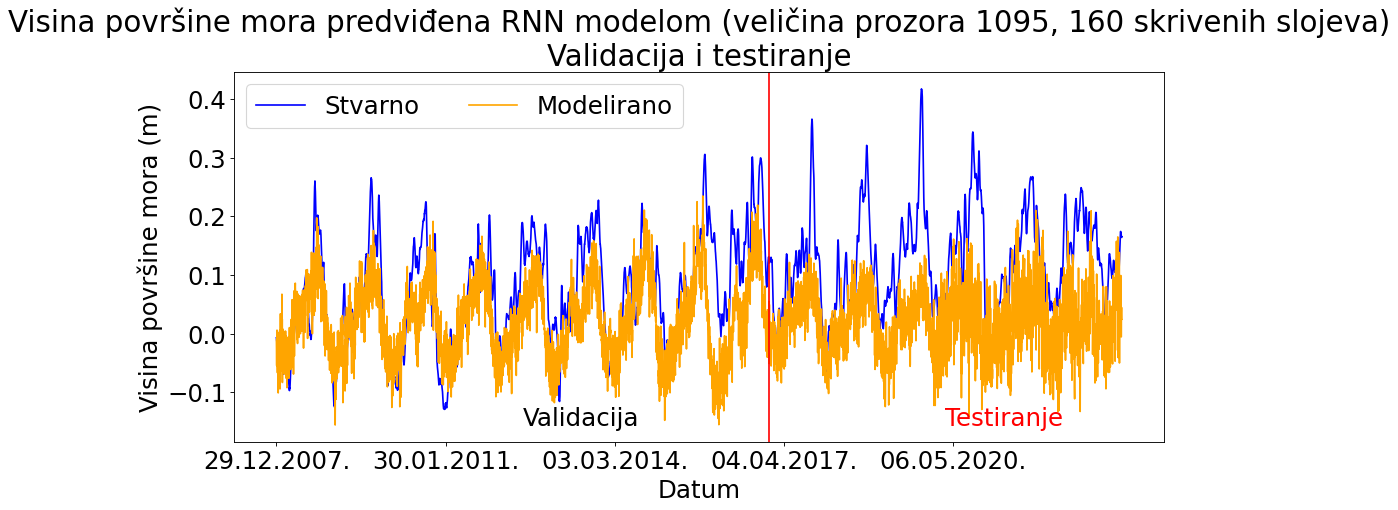 Visina površine mora predviđena RNN modelom (veličina prozora 1095, 160 skrivenih slojeva)
Validacija i testiranje
Stvarno
Modelirano
Visina površine mora (m)
0.4
0.3
0.2
0.1
0.0
−0.1
Validacija
Testiranje
29.12.2007.
30.01.2011.
03.03.2014.
04.04.2017.
06.05.2020.
Datum